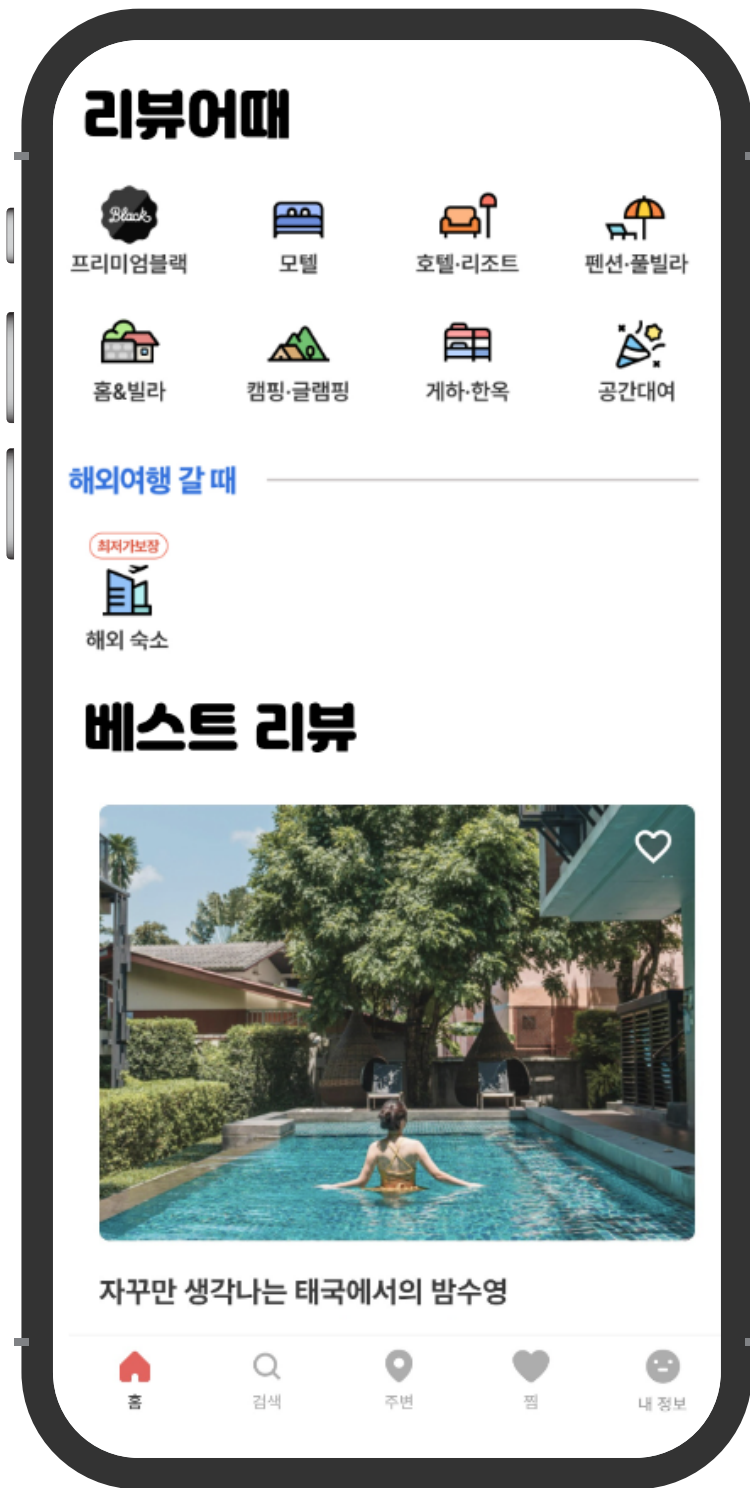 리뷰어때
Black
프리미엄블랙 모텔 호텔·리조트 펜션·풀빌라
홈&빌라 캠핑·글램핑 게하·한옥 공간대여
해외여행 갈 때
최저가보장
해외 숙소
베스트 리뷰
자꾸만 생각나는 태국에서의 밤수영
홈 검색 주변 찜 내 정보